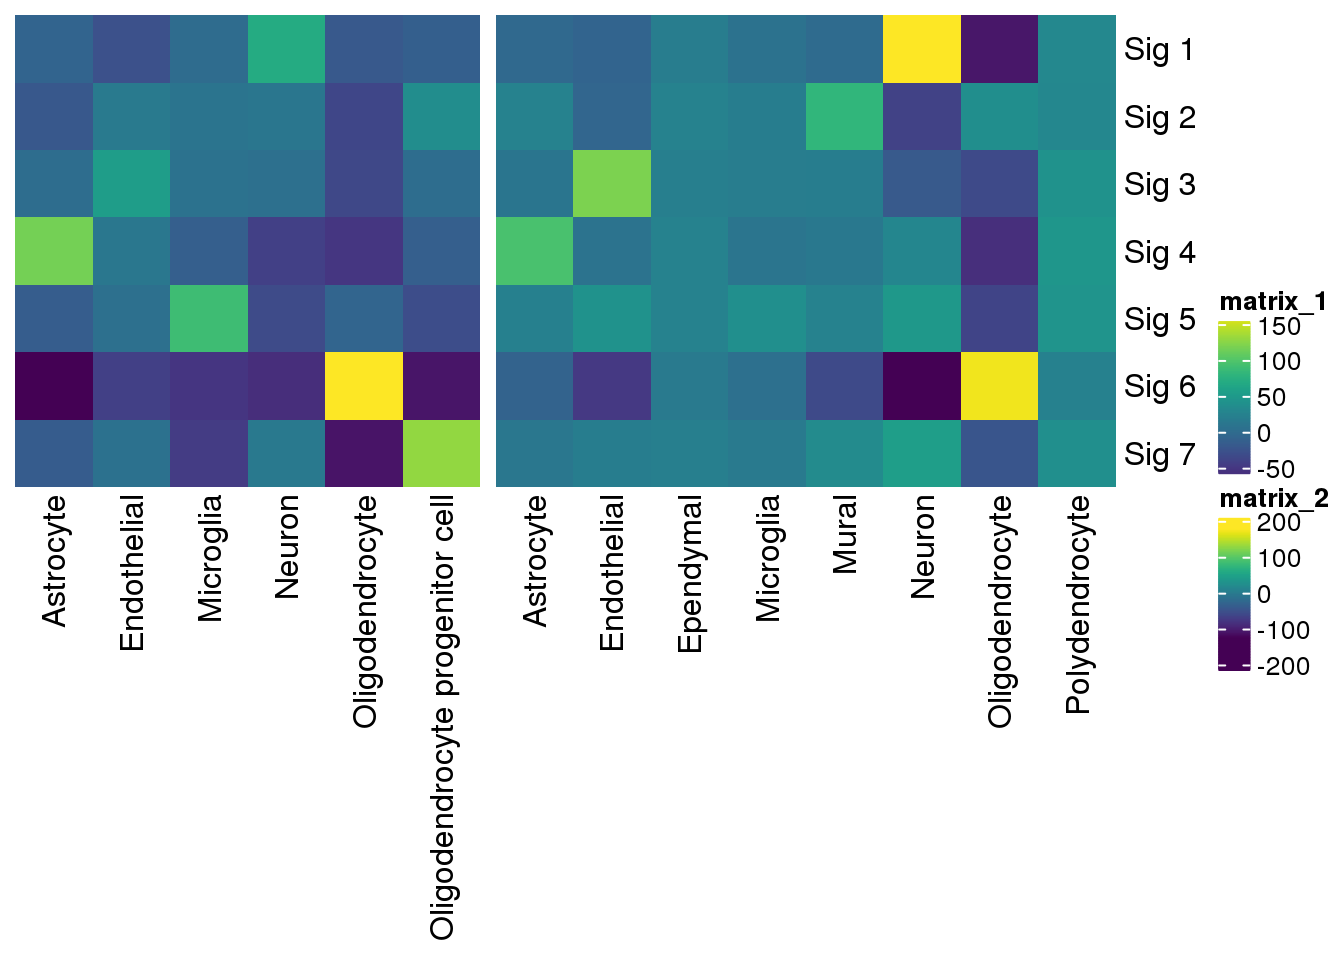 Sig 1
Sig 2
Sig 3
Sig 4
Sig 5
Sig 6
Sig 7
Astrocyte
Endothelial
Microglia
Neuron
Oligodendrocyte
Oligodendrocyte progenitor cell
Astrocyte
Endothelial
Ependymal
Microglia
Mural
Neuron
Oligodendrocyte
Polydendrocyte
matrix_1
150
100
50
0
-50
matrix_2
200
100
0
-100
-200